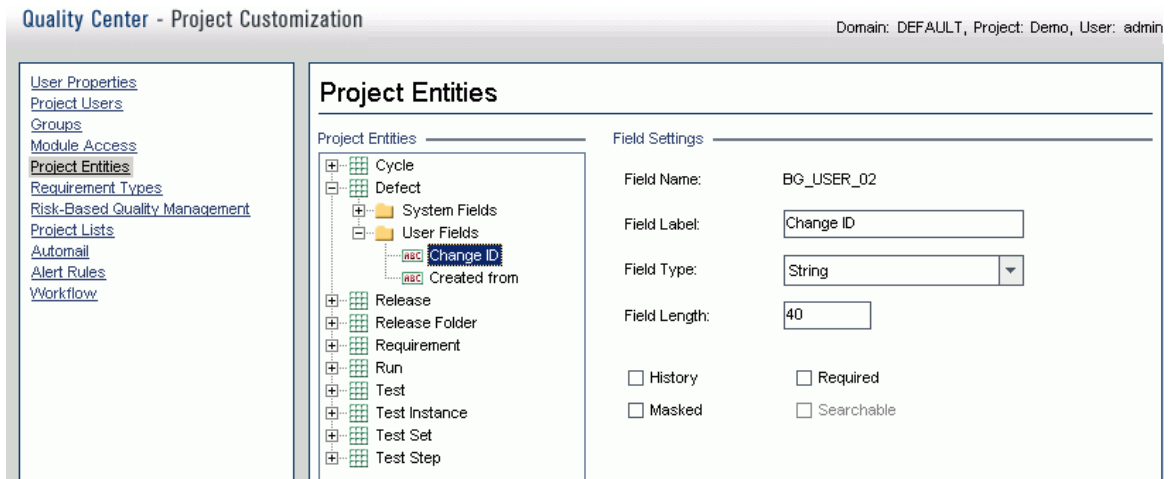 Quality Center - Project Customization
Domain: DEFAULT, Project: Demo, User: admin
User Properties
Project Users
Groups
Module Access
Project Entities
Requirement Types
Risk-Based Quality Management
Project Lists
Automail
Alert Rules
Workflow
Project Entities
Project Entities
Cycle
Defect
System Fields
User Fields
ABC Change ID
ABC Created from
Release
Release Folder
Requirement
Run
Test
Test Instance
Test Set
Test Step
Field Settings
Field Name: BG_USER_02
Field Label: Change ID
Field Type: String
Field Length: 40
History Required
Masked Searchable